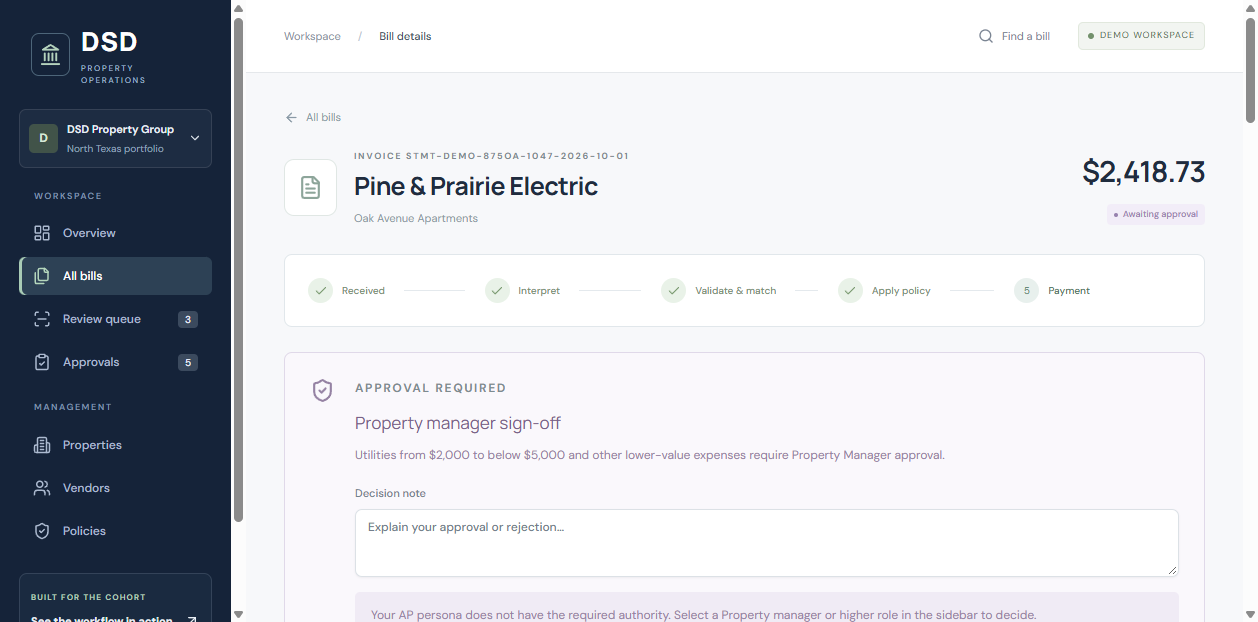 DSD
PROPERTY
OPERATIONS
D
DSD Property Group
North Texas portfolio
WORKSPACE
Overview
All bills
Review queue
3
Approvals
5
MANAGEMENT
Properties
Vendors
Policies
BUILT FOR THE COHORT
See the workflow in action
Workspace / Bill details
Find a bill
DEMO WORKSPACE
All bills
INVOICE STMT-DEMO-875OA-1047-2026-10-01
Pine & Prairie Electric
Oak Avenue Apartments
$2,418.73
Awaiting approval
Received
Interpret
Validate & match
Apply policy
5 Payment
APPROVAL REQUIRED
Property manager sign-off
Utilities from $2,000 to below $5,000 and other lower-value expenses require Property Manager approval.
Decision note
Explain your approval or rejection...
Your AP persona does not have the required authority. Select a Property manager or higher role in the sidebar to decide.